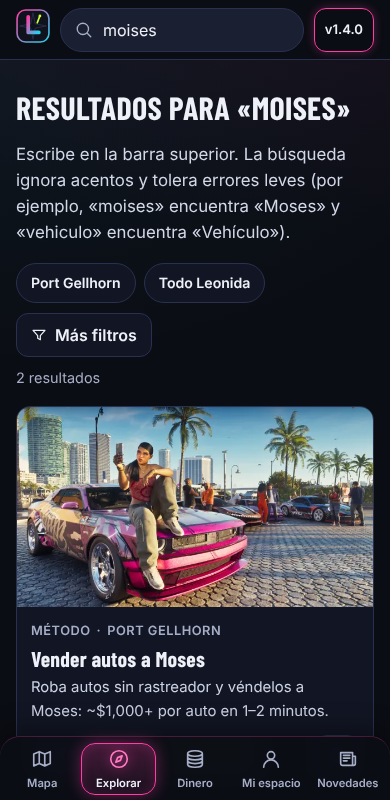 moises
v1.4.0
RESULTADOS PARA «MOISES»
Escribe en la barra superior. La búsqueda
ignora acentos y tolera errores leves (por
ejemplo, «moises» encuentra «Moses» y
«vehiculo» encuentra «Vehículo»).
Port Gellhorn
Todo Leonida
Más filtros
2 resultados
MÉTODO · PORT GELLHORN
Vender autos a Moses
Roba autos sin rastreador y véndelos a
Moses: ~$1,000+ por auto en 1–2 minutos.
Mapa
Explorar
Dinero
Mi espacio
Novedades